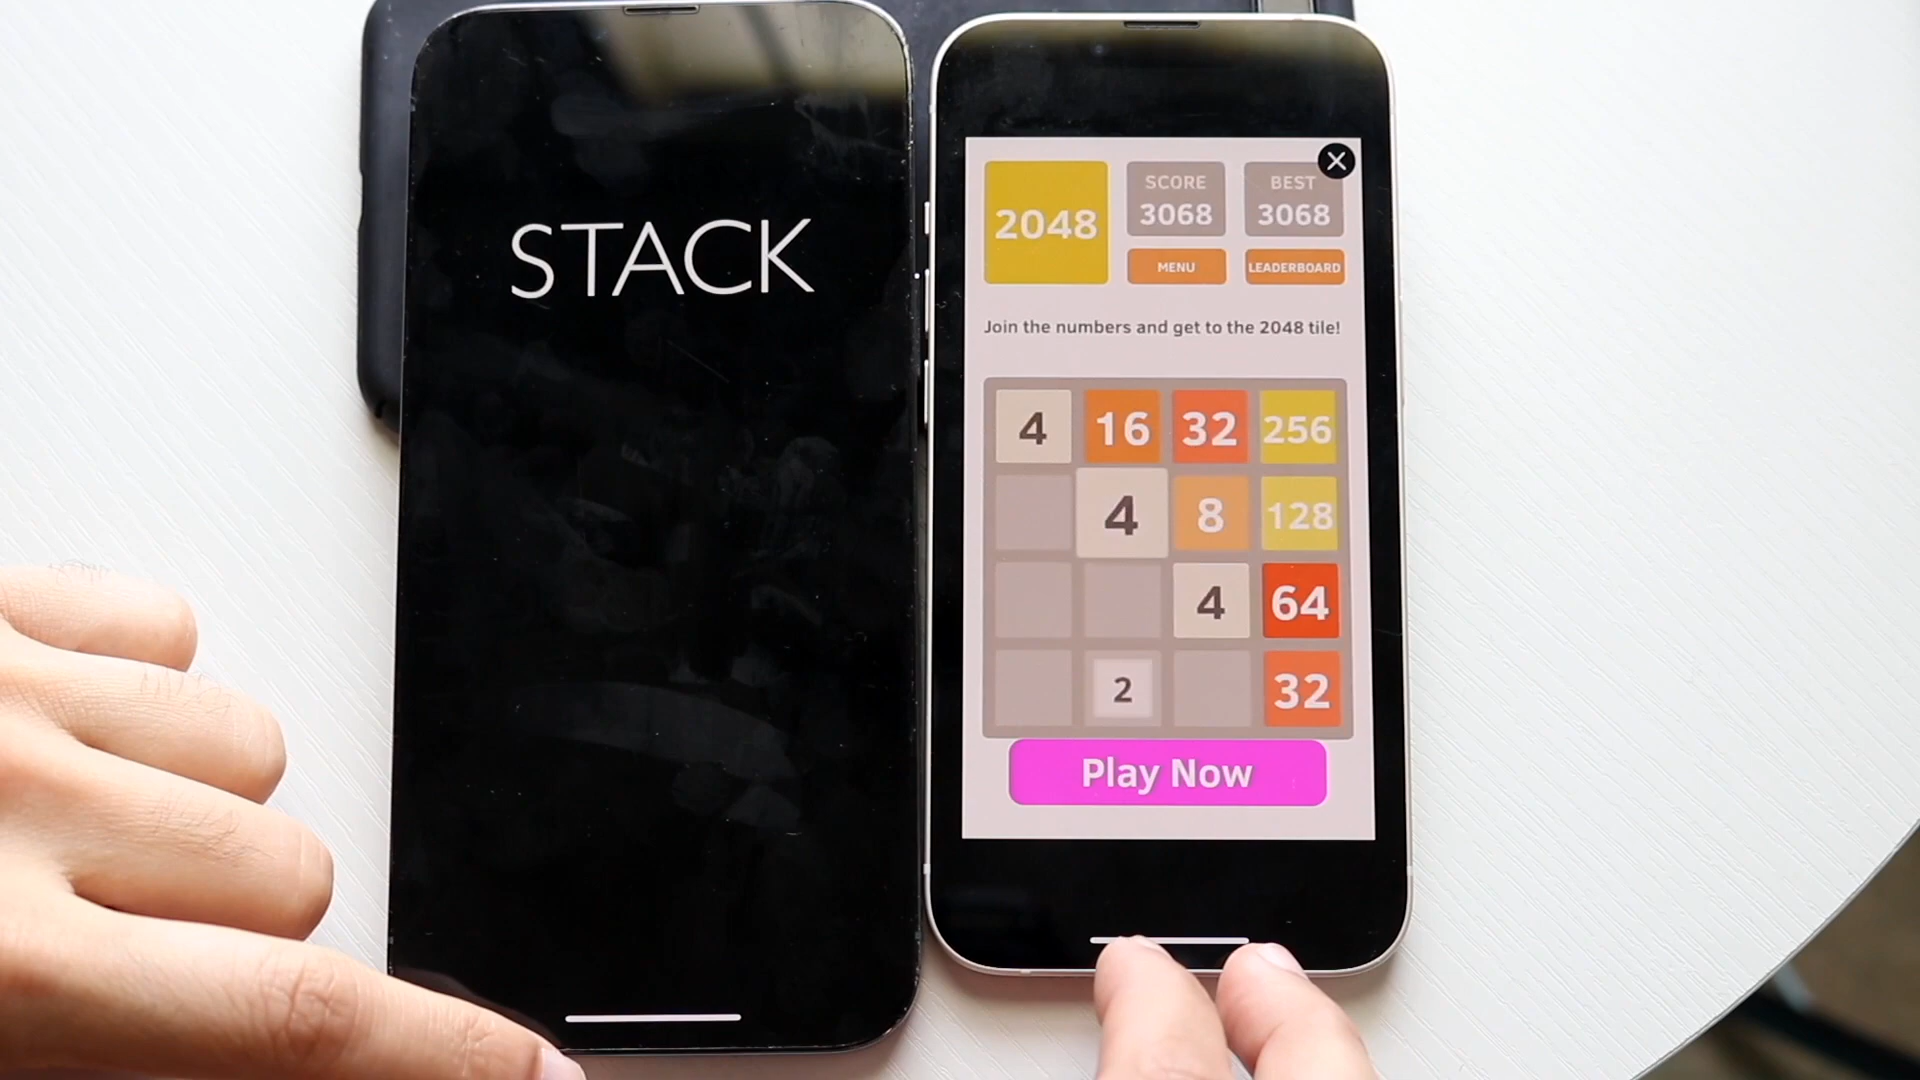 STACK
2048
SCORE
3068
BEST
3068
MENU
LEADERBOARD
Join the numbers and get to the 2048 tile!
4 16 32 256
4 8 128
4 64
2 32
Play Now